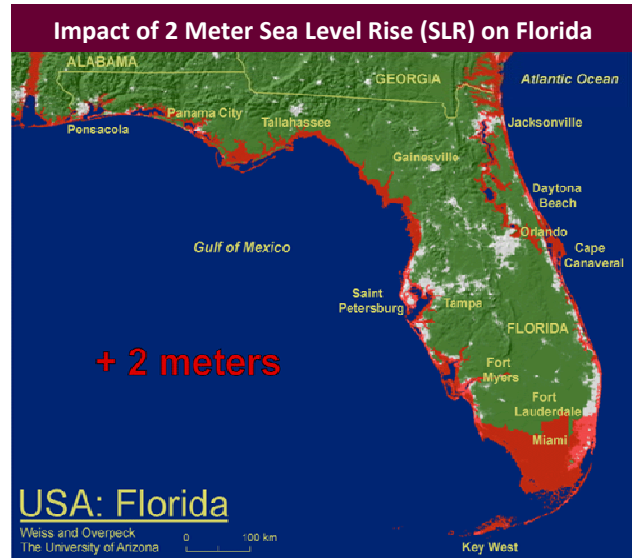 Impact of 2 Meter Sea Level Rise (SLR) on Florida
ALABAMA
GEORGIA
Atlantic Ocean
Pensacola
Panama City
Tallahassee
Jacksonville
Gainesville
Daytona
Beach
Orlando
Cape
Canaveral
Gulf of Mexico
Saint
Petersburg
Tampa
FLORIDA
+ 2 meters
Fort
Myers
Fort
Lauderdale
Miami
USA: Florida
Weiss and Overpeck
The University of Arizona
0 100 km
Key West